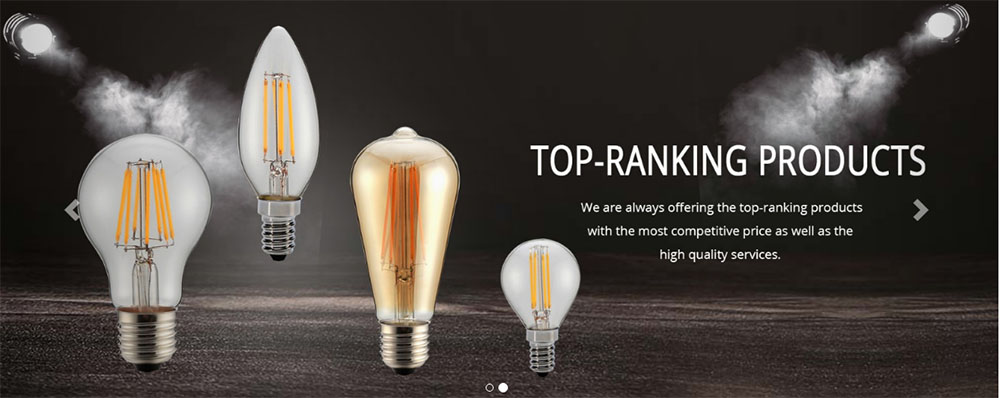 TOP-RANKING PRODUCTS
We are always offering the top-ranking products
with the most competitive price as well as the
high quality services.